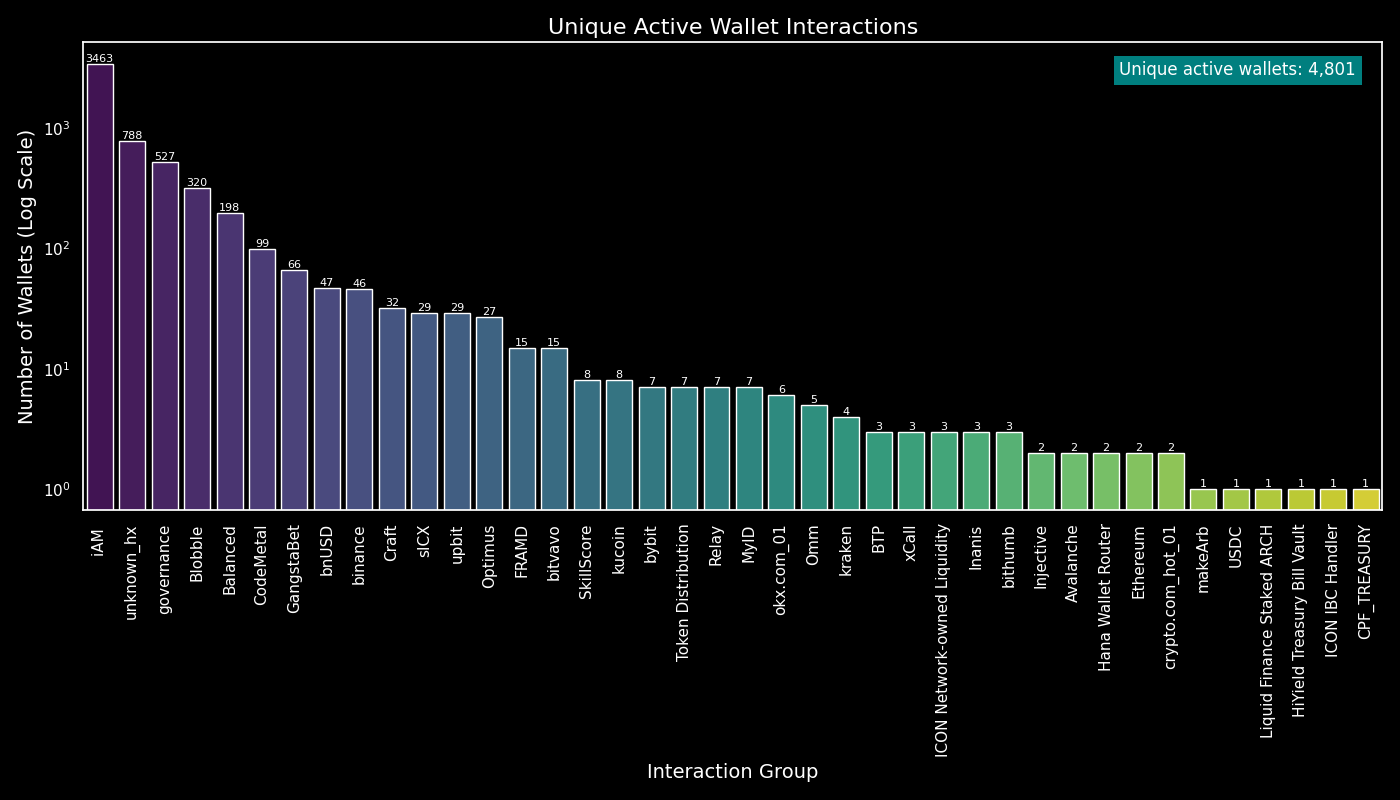 Unique Active Wallet Interactions
Unique active wallets: 4,801
Number of Wallets (Log Scale)
10³
10²
10¹
10⁰
3463
788
527
320
198
99
66
47
46
32
29
29
27
15
15
8
8
7
7
7
7
6
5
4
3
3
3
3
3
2
2
2
2
2
1
1
1
1
1
1
iAM
unknown_hx
governance
Blobble
Balanced
CodeMetal
GangstaBet
bnUSD
binance
Craft
sICX
upbit
Optimus
FRAMD
bitvavo
SkillScore
kucoin
bybit
Token Distribution
Relay
MyID
okx.com_01
Omm
kraken
BTP
xCall
ICON Network-owned Liquidity
Inanis
bithumb
Injective
Avalanche
Hana Wallet Router
Ethereum
crypto.com_hot_01
makeArb
USDC
Liquid Finance Staked ARCH
HiYield Treasury Bill Vault
ICON IBC Handler
CPF_TREASURY
Interaction Group